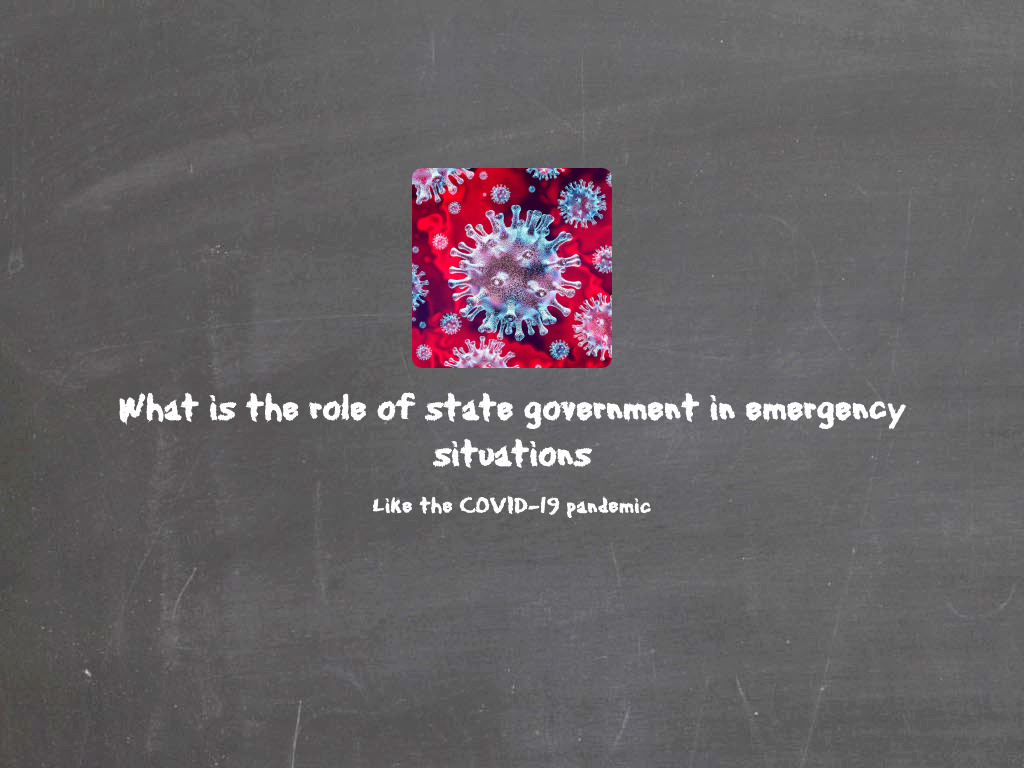 What is the role of state government in emergency
situations
Like the COVID-19 pandemic